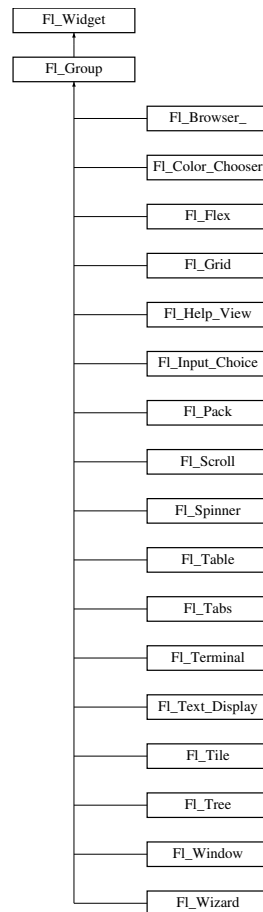 Fl_Widget
Fl_Group
Fl_Browser_
Fl_Color_Chooser
Fl_Flex
Fl_Grid
Fl_Help_View
Fl_Input_Choice
Fl_Pack
Fl_Scroll
Fl_Spinner
Fl_Table
Fl_Tabs
Fl_Terminal
Fl_Text_Display
Fl_Tile
Fl_Tree
Fl_Window
Fl_Wizard